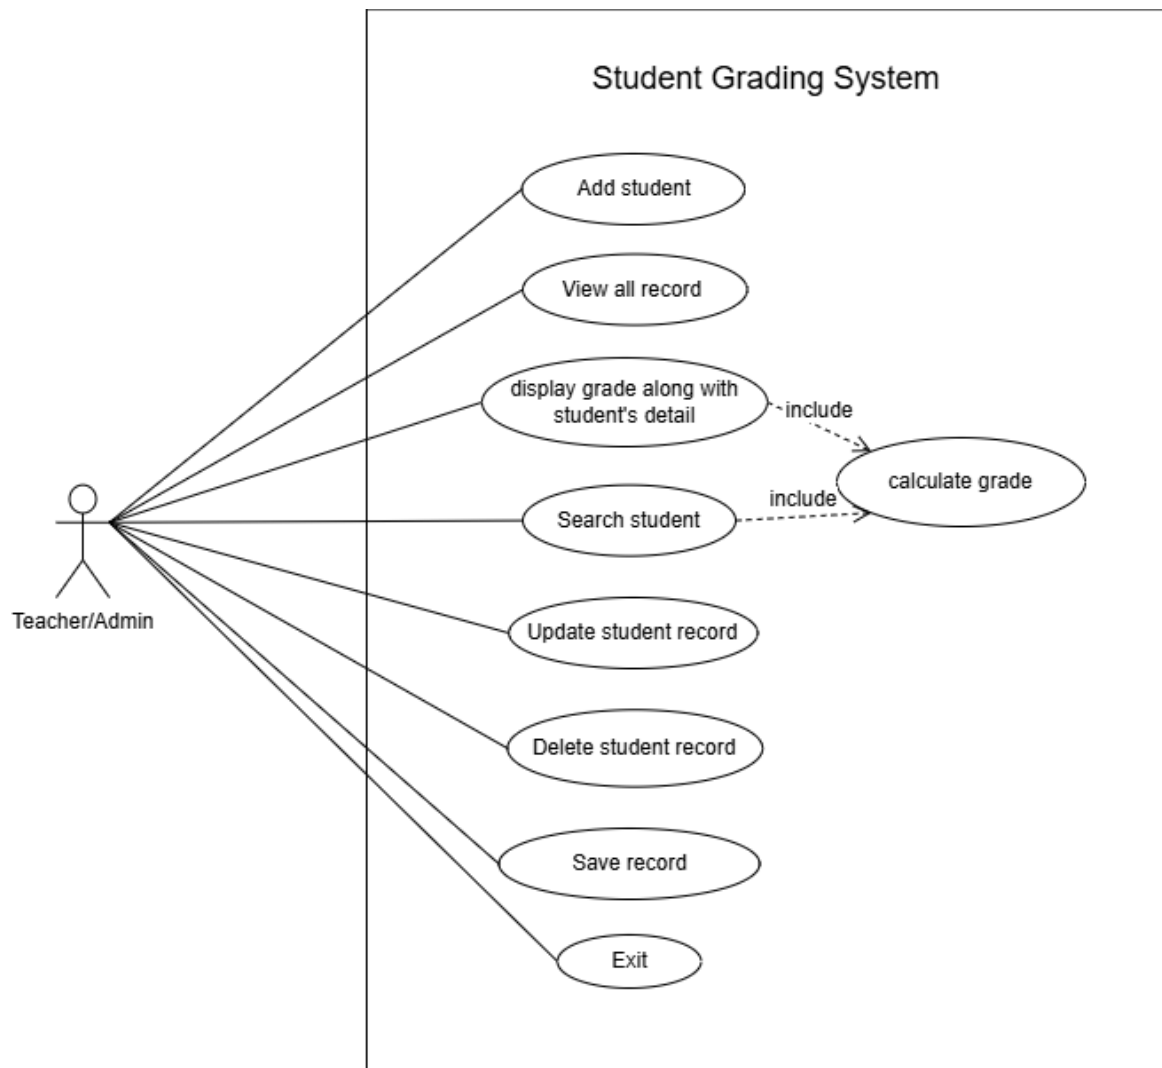 Student Grading System
Add student
View all record
display grade along with
student's detail
include
calculate grade
include
Search student
Teacher/Admin
Update student record
Delete student record
Save record
Exit